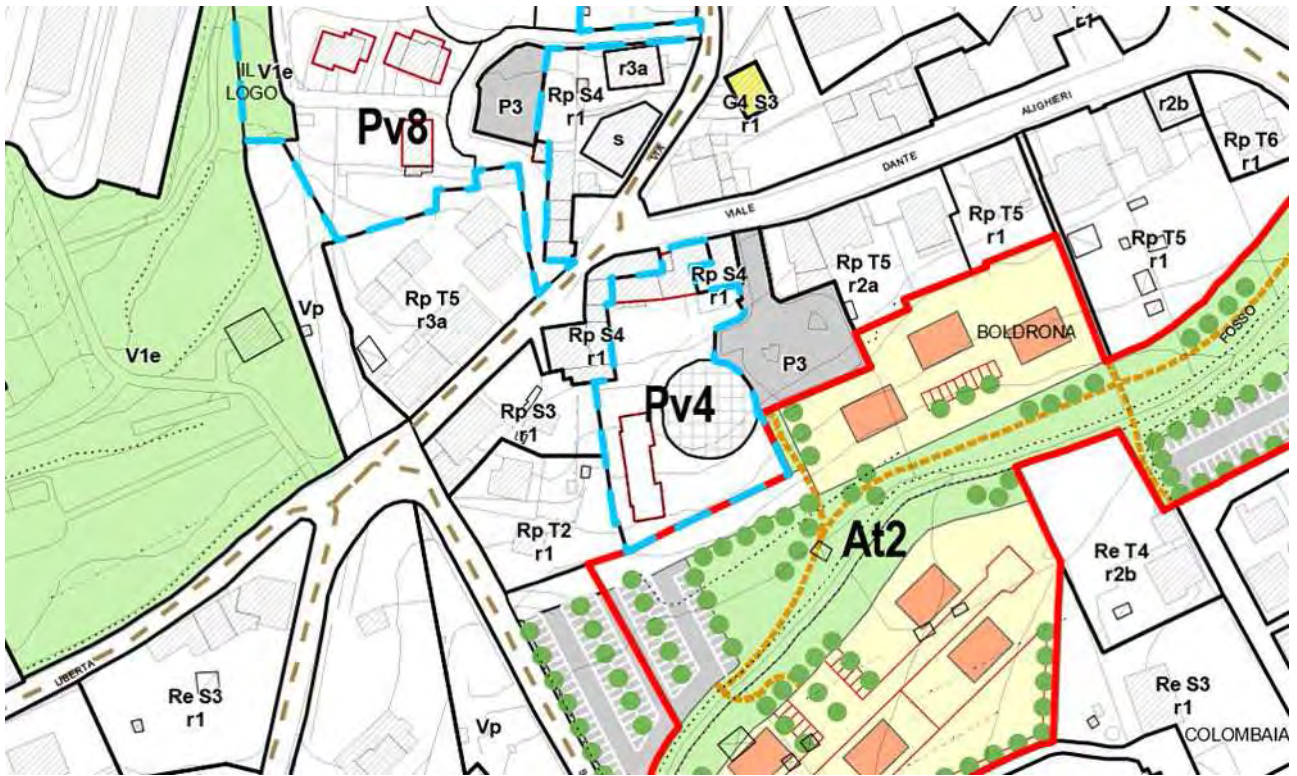 r1
IL V1e
LOGO
Pv8
P3
Rp S4
r1
r3a
s
VIA
G4 S3
r1
VIALE
DANTE
ALIGHIERI
r2b
Rp T6
r1
Rp T5
r1
Rp T5
r1
Rp T5
r2a
Rp S4
r1
Vp
Rp T5
r3a
V1e
Rp S4
r1
P3
BOLDRONA
FOSSO
Rp S3
r1
Pv4
Rp T2
r1
At2
Re T4
r2b
LIBERTA
Re S3
r1
Vp
Re S3
r1
COLOMBAIA